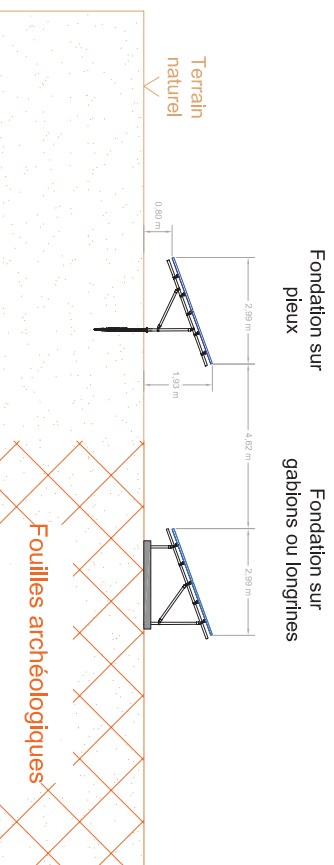 Fondation sur
pieux
Fondation sur
gabions ou longrines
2,99 m
4,62 m
2,99 m
Terrain
naturel
0,80 m
1,93 m
Fouilles archéologiques